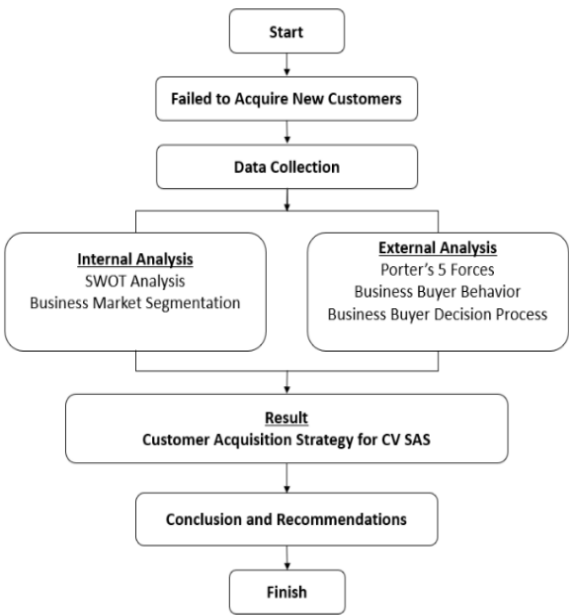 Start
Failed to Acquire New Customers
Data Collection
Internal Analysis
SWOT Analysis
Business Market Segmentation
External Analysis
Porter's 5 Forces
Business Buyer Behavior
Business Buyer Decision Process
Result
Customer Acquisition Strategy for CV SAS
Conclusion and Recommendations
Finish